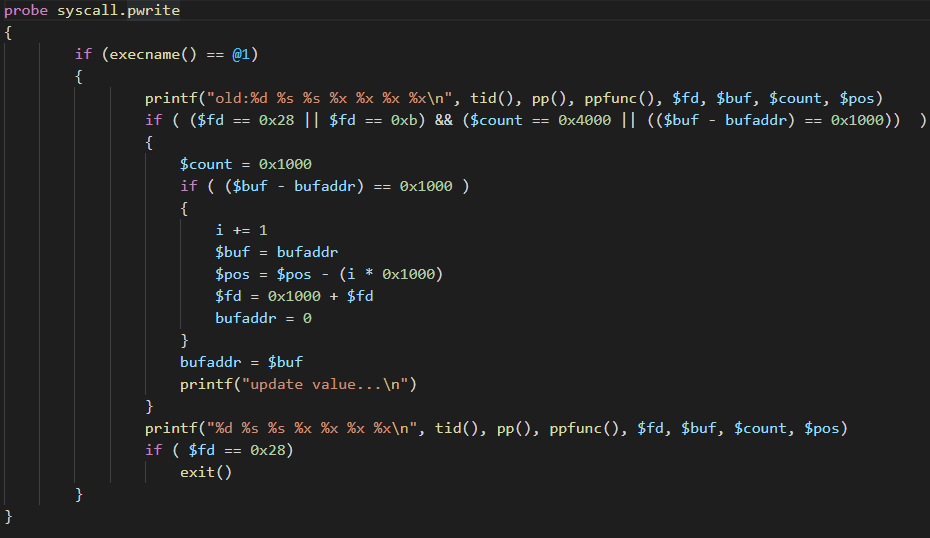 probe syscall.pwrite
{
if (execname() == @1)
{
printf("old:%d %s %s %x %x %x %x\n", tid(), pp(), ppfunc(), $fd, $buf, $count, $pos)
if ( ($fd == 0x28 || $fd == 0xb) && ($count == 0x4000 || (($buf - bufaddr) == 0x1000))  )
{
$count = 0x1000
if ( ($buf - bufaddr) == 0x1000 )
{
i += 1
$buf = bufaddr
$pos = $pos - (i * 0x1000)
$fd = 0x1000 + $fd
bufaddr = 0
}
bufaddr = $buf
printf("update value...\n")
}
printf("%d %s %s %x %x %x %x\n", tid(), pp(), ppfunc(), $fd, $buf, $count, $pos)
if ( $fd == 0x28)
exit()
}
}